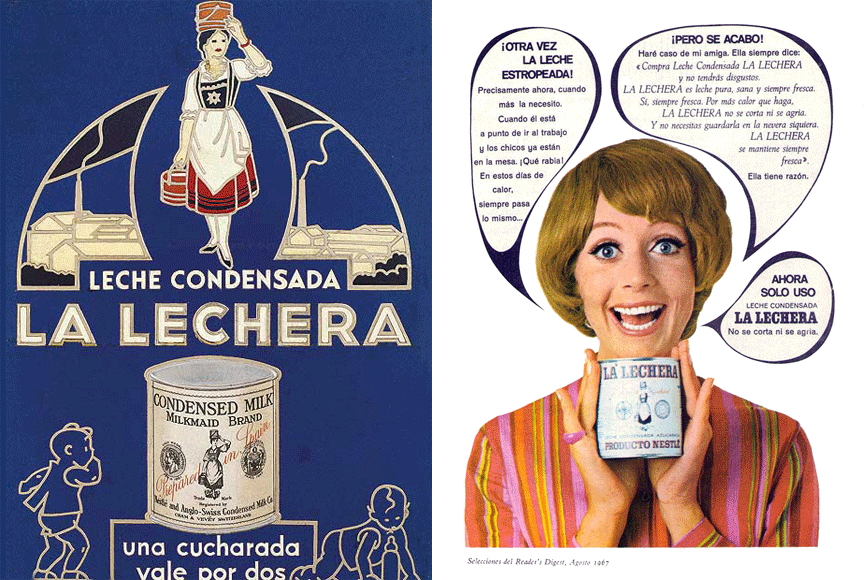 LECHE CONDENSADA
LA LECHERA
CONDENSED MILK
MILKMAID BRAND
Prepared in Spain
Trade Mark
Registered by
Nestlé and Anglo-Swiss Condensed Milk Co.
CHAM & VEVEY SWITZERLAND
una cucharada
vale por dos
¡OTRA VEZ
LA LECHE
ESTROPEADA!
Precisamente ahora, cuando
más la necesito.
Cuando él está
a punto de ir al trabajo
y los chicos ya están
en la mesa. ¡Qué rabia!
En estos días de
calor,
siempre pasa
lo mismo...
¡PERO SE ACABO!
Haré caso de mi amiga. Ella siempre dice:
«Compra Leche Condensada LA LECHERA
y no tendrás disgustos.
LA LECHERA es leche pura, sana y siempre fresca.
Sí, siempre fresca. Por más calor que haga,
LA LECHERA no se corta ni se agria.
Y no necesitas guardarla en la nevera siquiera.
LA LECHERA
se mantiene siempre
fresca».
Ella tiene razón.
AHORA
SOLO USO
LECHE CONDENSADA
LA LECHERA
No se corta ni se agria.
LA LECHERA
LECHE CONDENSADA AZUCARADA
PRODUCTO NESTLÉ
Selecciones del Reader's Digest, Agosto 1967